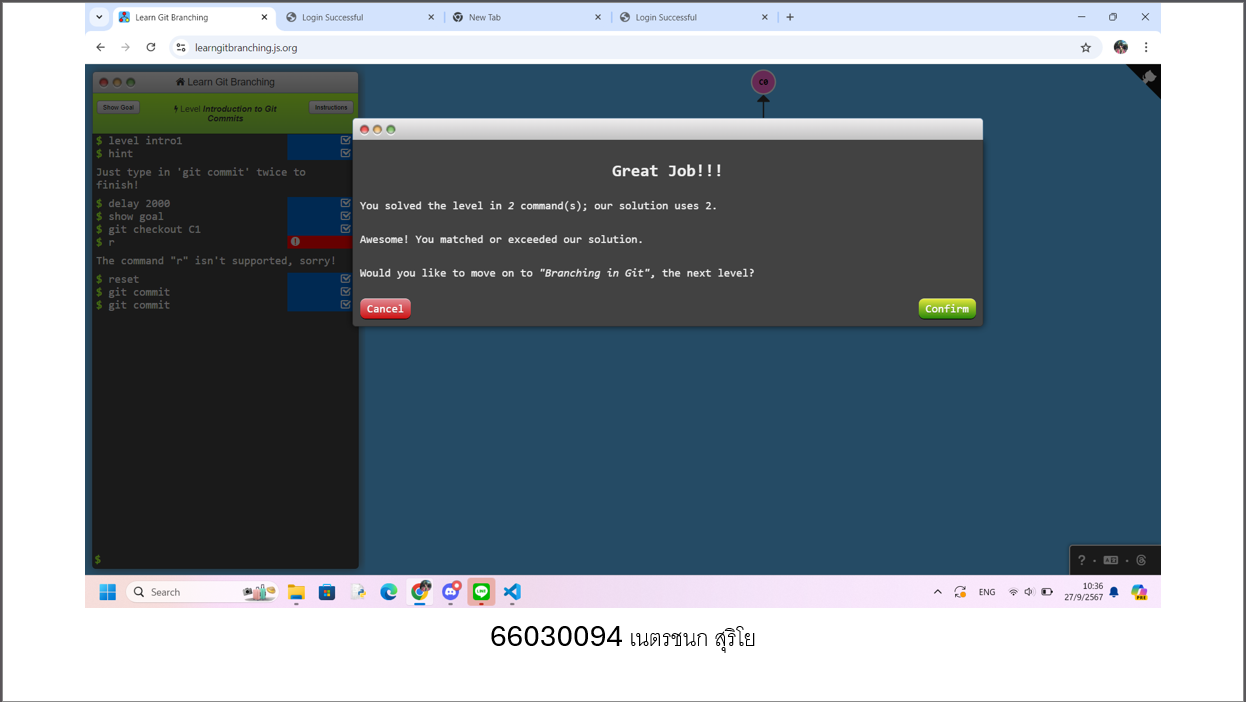 Learn Git Branching
Login Successful
New Tab
Login Successful
learngitbranching.js.org
Learn Git Branching
Show Goal
Level Introduction to Git Commits
Instructions
$ level intro1
$ hint
Just type in 'git commit' twice to
finish!
$ delay 2000
$ show goal
$ git checkout C1
$ r
The command "r" isn't supported, sorry!
$ reset
$ git commit
$ git commit
$
C0
Great Job!!!
You solved the level in 2 command(s); our solution uses 2.
Awesome! You matched or exceeded our solution.
Would you like to move on to "Branching in Git", the next level?
Cancel
Confirm
?
Search
LINE
ENG
10:36
27/9/2567
PRE
66030094 เนตรชนก สุริโย